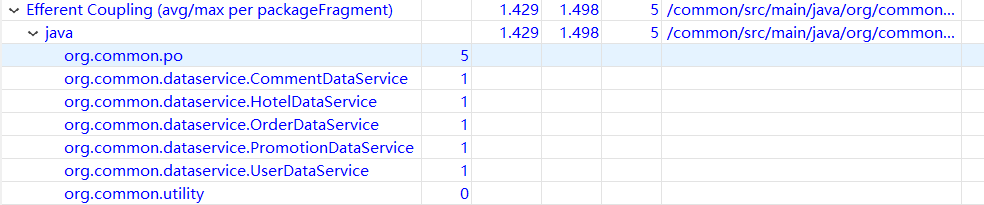 Efferent Coupling (avg/max per packageFragment) 1.429 1.498 5 /common/src/main/java/org/common...
java 1.429 1.498 5 /common/src/main/java/org/common...
org.common.po 5
org.common.dataservice.CommentDataService 1
org.common.dataservice.HotelDataService 1
org.common.dataservice.OrderDataService 1
org.common.dataservice.PromotionDataService 1
org.common.dataservice.UserDataService 1
org.common.utility 0